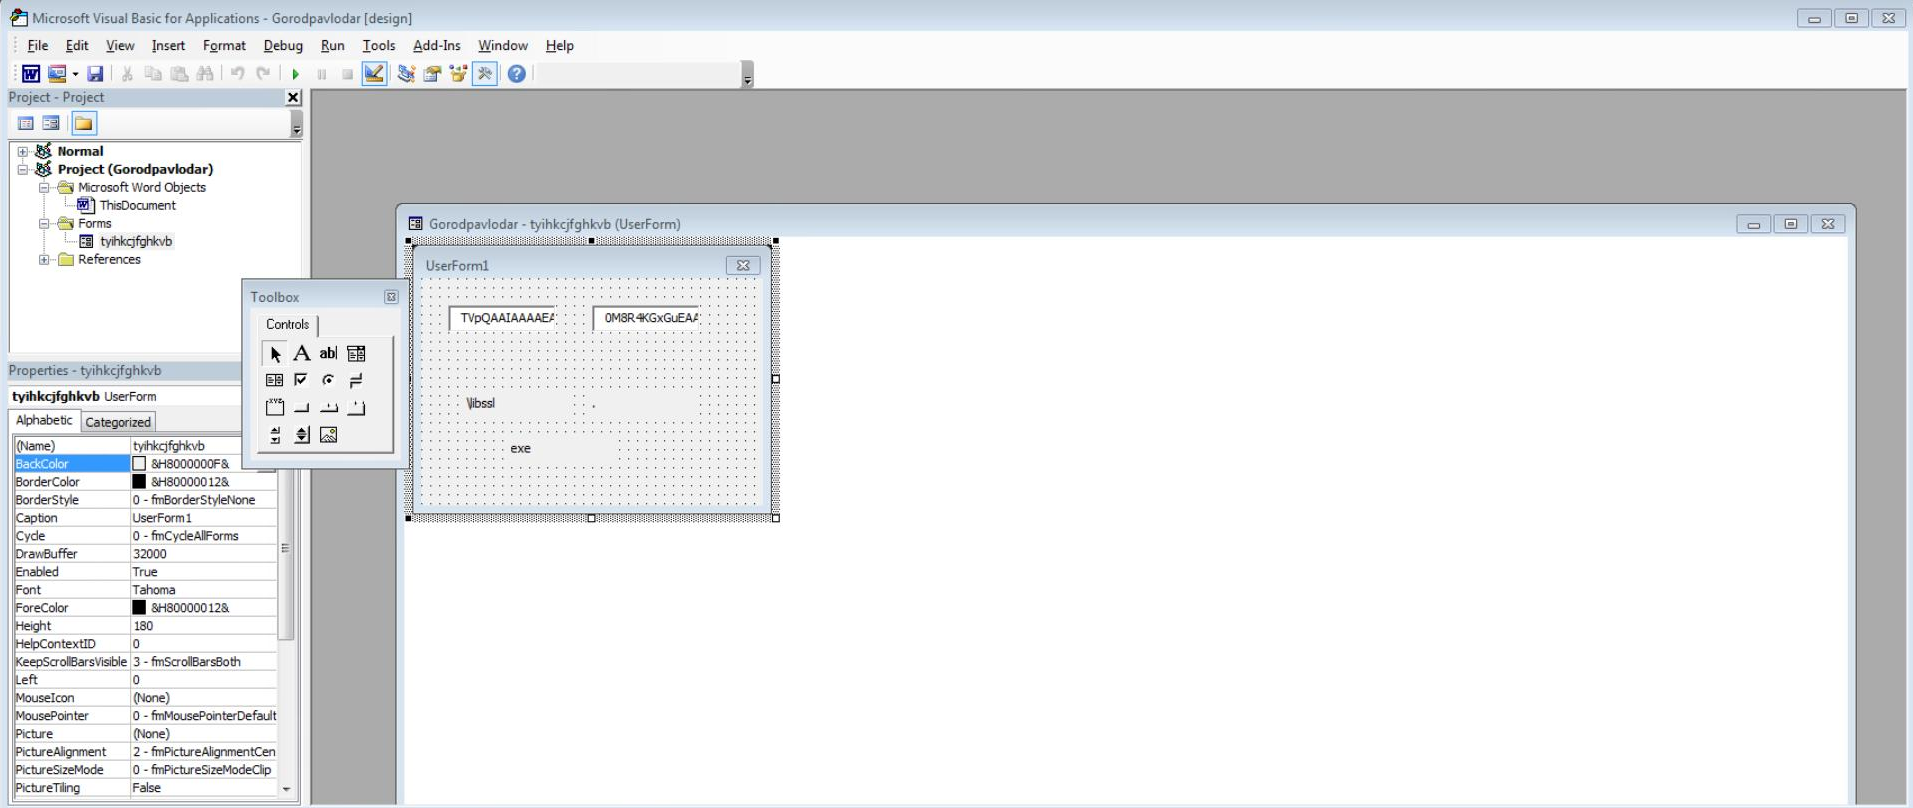 Microsoft Visual Basic for Applications - Gorodpavlodar [design]
File Edit View Insert Format Debug Run Tools Add-Ins Window Help
Project - Project
Normal
Project (Gorodpavlodar)
Microsoft Word Objects
ThisDocument
Forms
tyihkcjfghkvb
References
Properties - tyihkcjfghkvb
tyihkcjfghkvb UserForm
Alphabetic Categorized
(Name) tyihkcjfghkvb
BackColor &H8000000F&
BorderColor &H80000012&
BorderStyle 0 - fmBorderStyleNone
Caption UserForm1
Cycle 0 - fmCycleAllForms
DrawBuffer 32000
Enabled True
Font Tahoma
ForeColor &H80000012&
Height 180
HelpContextID 0
KeepScrollBarsVisible 3 - fmScrollBarsBoth
Left 0
MouseIcon (None)
MousePointer 0 - fmMousePointerDefault
Picture (None)
PictureAlignment 2 - fmPictureAlignmentCen
PictureSizeMode 0 - fmPictureSizeModeClip
PictureTiling False
Toolbox
Controls
A ab|
Gorodpavlodar - tyihkcjfghkvb (UserForm)
UserForm1
TVpQAAIAAAAEA 0M8R4KGxGuEAA
\libssl .
exe